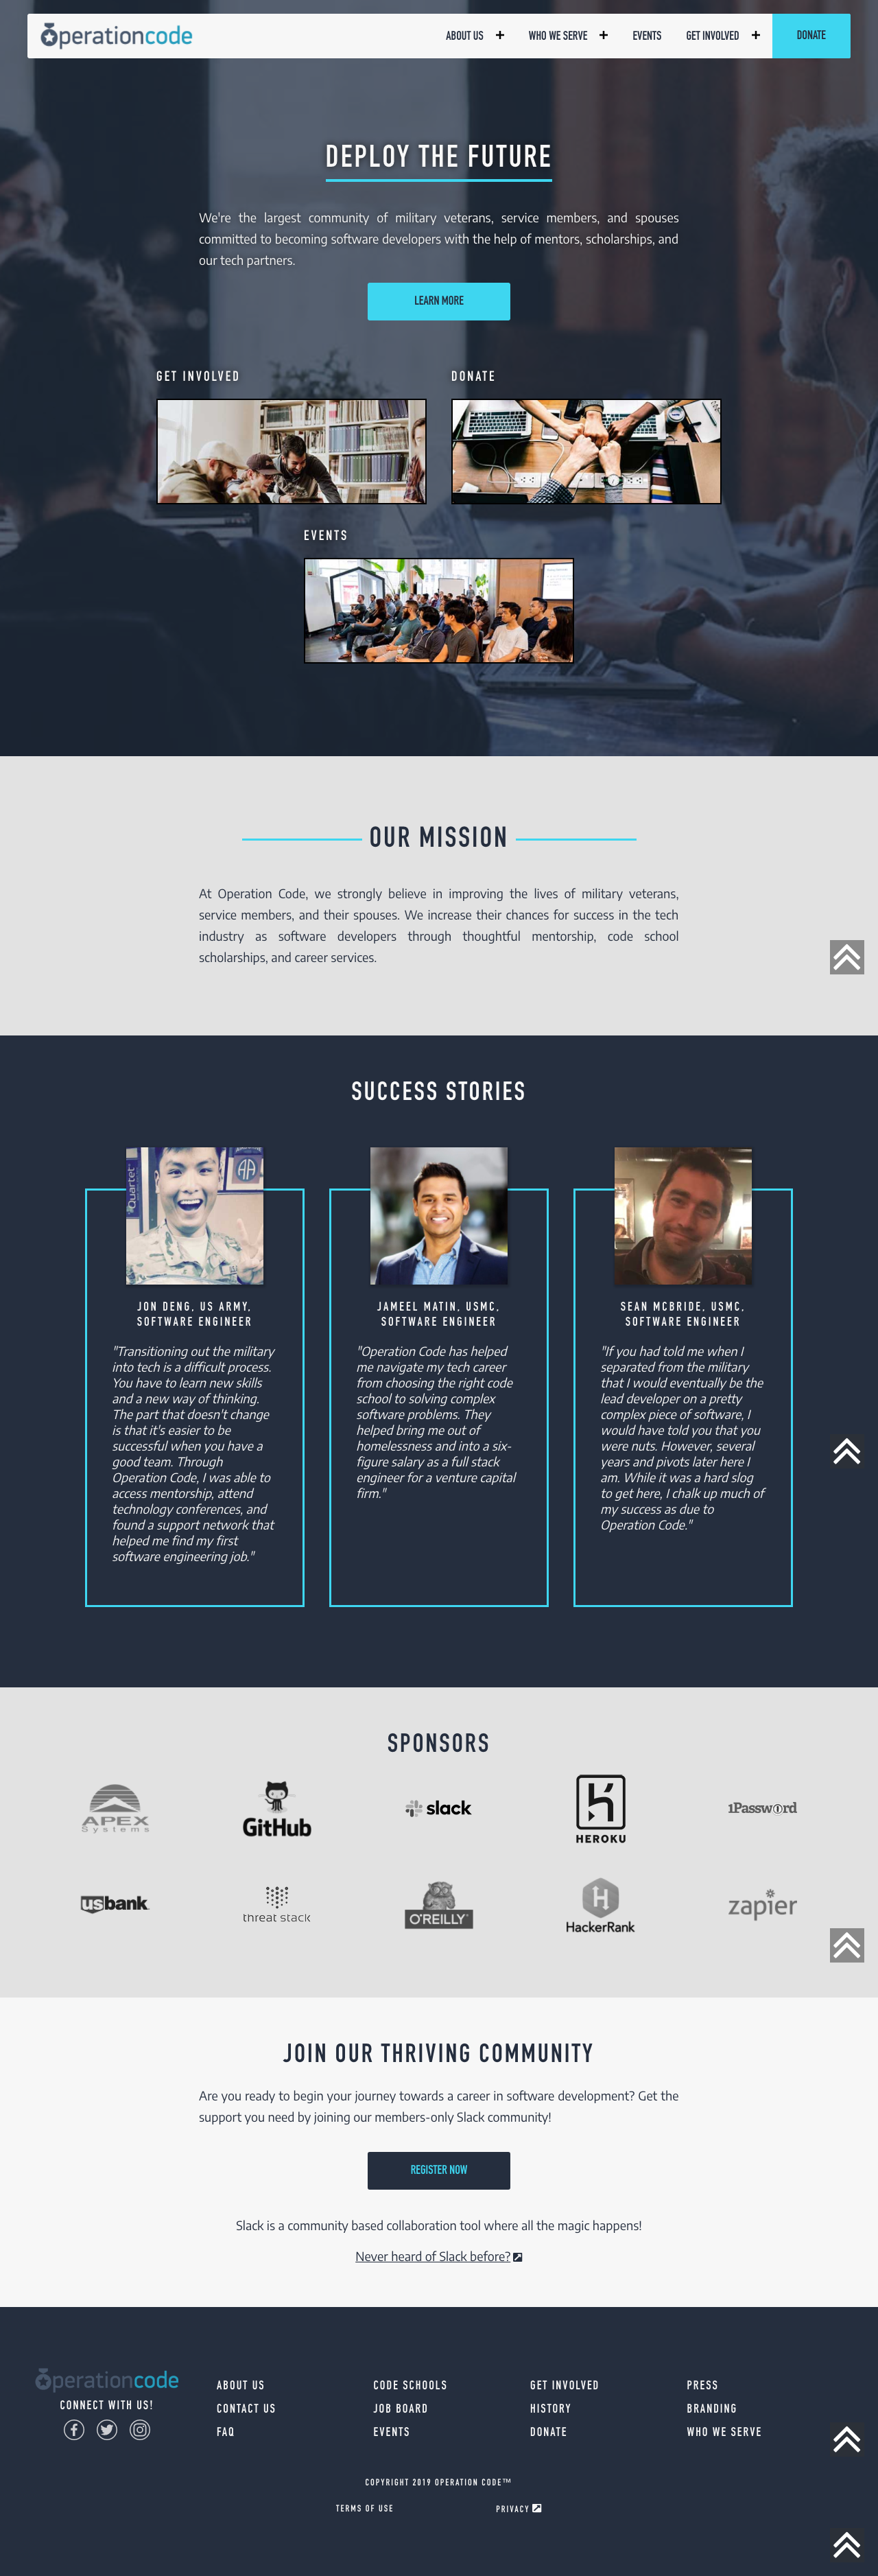 operationcode
ABOUT US
WHO WE SERVE
EVENTS
GET INVOLVED
DONATE
DEPLOY THE FUTURE
We're the largest community of military veterans, service members, and spouses
committed to becoming software developers with the help of mentors, scholarships, and
our tech partners.
LEARN MORE
GET INVOLVED
DONATE
EVENTS
OUR MISSION
At Operation Code, we strongly believe in improving the lives of military veterans,
service members, and their spouses. We increase their chances for success in the tech
industry as software developers through thoughtful mentorship, code school
scholarships, and career services.
SUCCESS STORIES
Quartet
AA
JON DENG, US ARMY,
SOFTWARE ENGINEER
"Transitioning out the military
into tech is a difficult process.
You have to learn new skills
and a new way of thinking.
The part that doesn't change
is that it's easier to be
successful when you have a
good team. Through
Operation Code, I was able to
access mentorship, attend
technology conferences, and
found a support network that
helped me find my first
software engineering job."
JAMEEL MATIN, USMC,
SOFTWARE ENGINEER
"Operation Code has helped
me navigate my tech career
from choosing the right code
school to solving complex
software problems. They
helped bring me out of
homelessness and into a six-
figure salary as a full stack
engineer for a venture capital
firm."
SEAN MCBRIDE, USMC,
SOFTWARE ENGINEER
"If you had told me when I
separated from the military
that I would eventually be the
lead developer on a pretty
complex piece of software, I
would have told you that you
were nuts. However, several
years and pivots later here I
am. While it was a hard slog
to get here, I chalk up much of
my success as due to
Operation Code."
SPONSORS
APEX
Systems
GitHub
slack
HEROKU
1Password
usbank
threat stack
O'REILLY
HackerRank
zapier
JOIN OUR THRIVING COMMUNITY
Are you ready to begin your journey towards a career in software development? Get the
support you need by joining our members-only Slack community!
REGISTER NOW
Slack is a community based collaboration tool where all the magic happens!
Never heard of Slack before?
operationcode
CONNECT WITH US!
ABOUT US
CONTACT US
FAQ
CODE SCHOOLS
JOB BOARD
EVENTS
GET INVOLVED
HISTORY
DONATE
PRESS
BRANDING
WHO WE SERVE
COPYRIGHT 2019 OPERATION CODE™
TERMS OF USE
PRIVACY